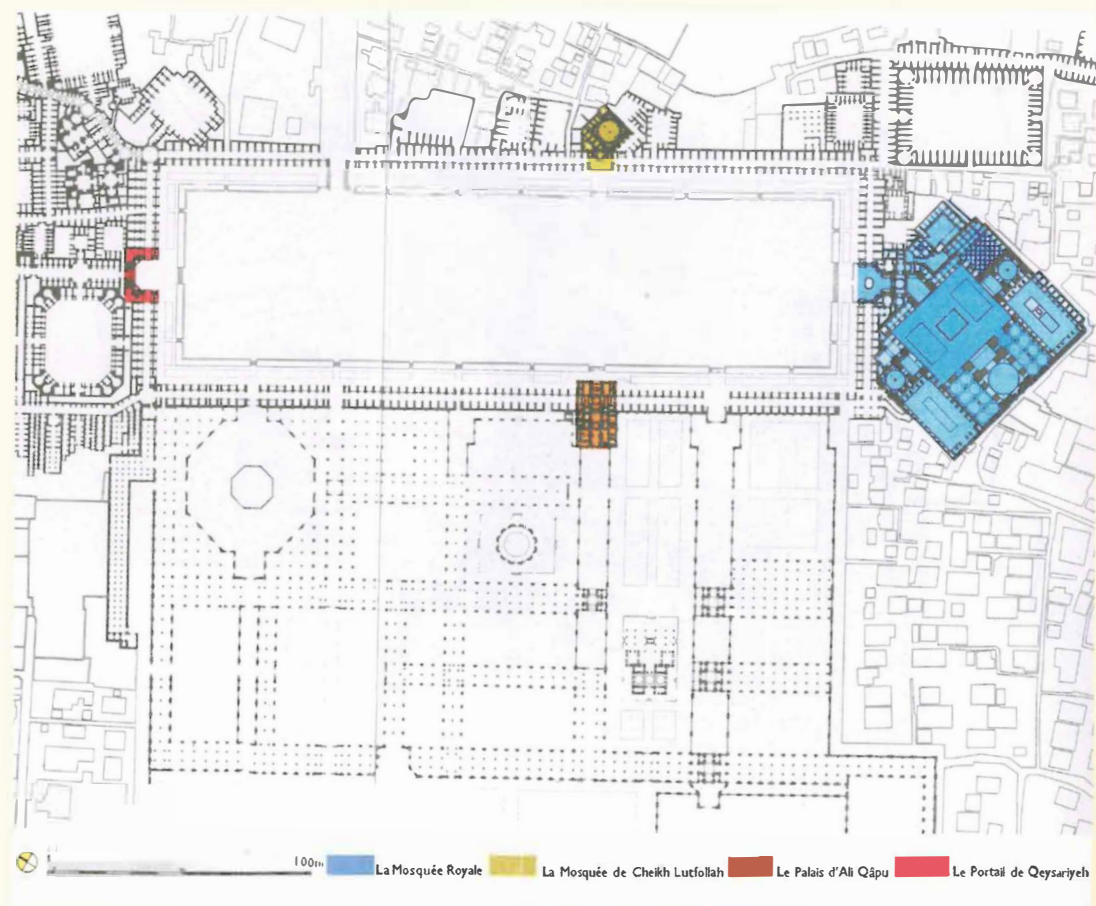 100m
La Mosquée Royale
La Mosquée de Cheikh Lutfollah
Le Palais d'Ali Qâpu
Le Portail de Qeysariyeh